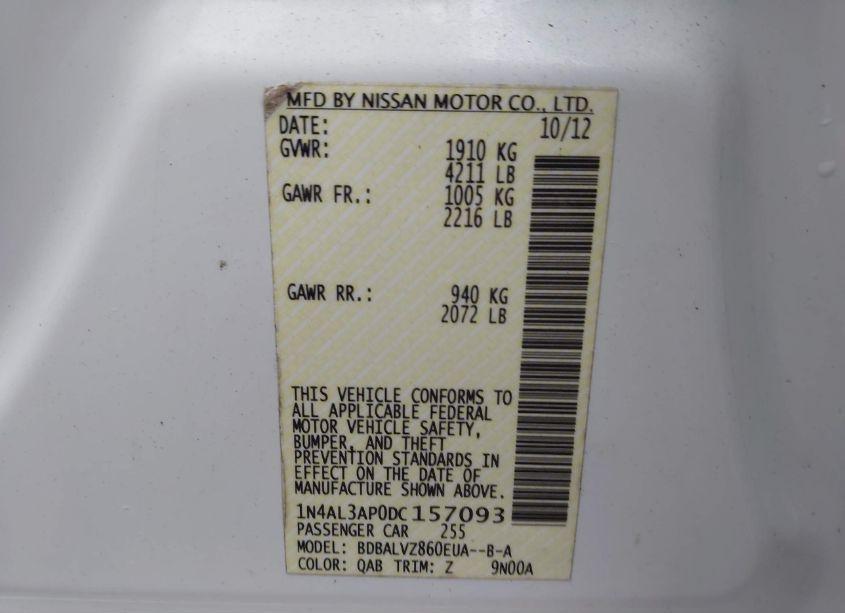 MFD BY NISSAN MOTOR CO., LTD.
DATE: 10/12
GVWR: 1910 KG
4211 LB
GAWR FR.: 1005 KG
2216 LB
GAWR RR.: 940 KG
2072 LB
THIS VEHICLE CONFORMS TO
ALL APPLICABLE FEDERAL
MOTOR VEHICLE SAFETY,
BUMPER, AND THEFT
PREVENTION STANDARDS IN
EFFECT ON THE DATE OF
MANUFACTURE SHOWN ABOVE.
1N4AL3AP0DC157093
PASSENGER CAR 255
MODEL: BDBALVZ860EUA--B-A
COLOR: QAB TRIM: Z 9N00A